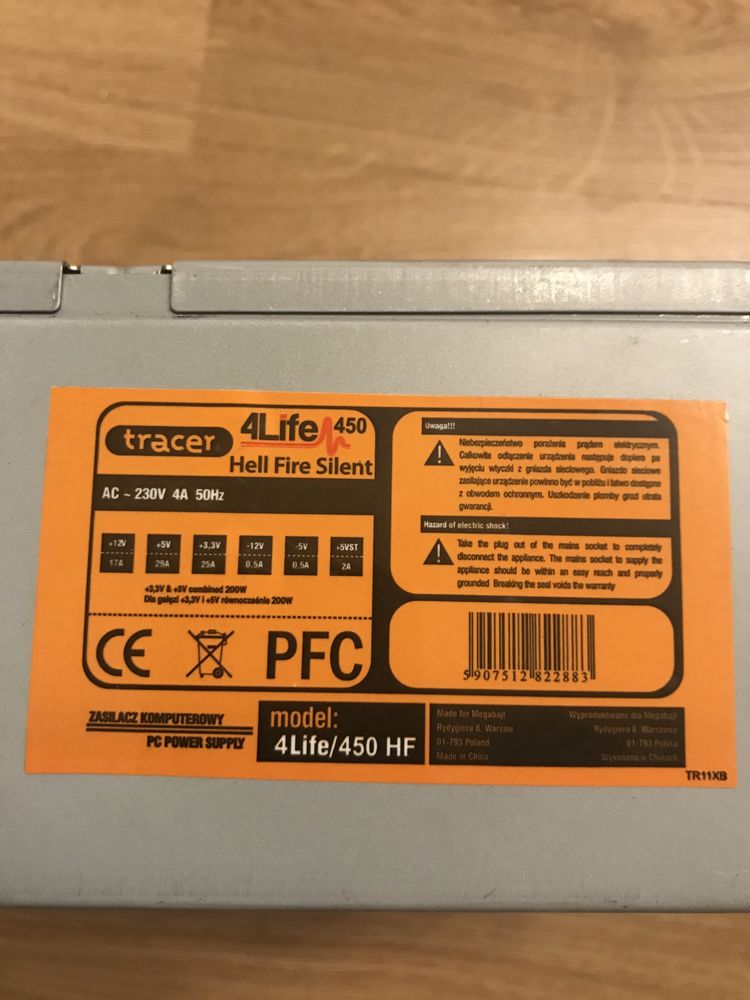 tracer
4Life 450
Hell Fire Silent
AC ~ 230V 4A 50Hz
+12V +5V +3,3V -12V -5V +5VST
17A 29A 25A 0,5A 0,5A 2A
+3,3V & +5V combined 200W
Dla gałęzi +3,3V i +5V równocześnie 200W
CE PFC
Uwaga!!!
Niebezpieczeństwo porażenia prądem elektrycznym.
Całkowite odłączenie urządzenia następuje dopiero po
wyjęciu wtyczki z gniazda sieciowego. Gniazdo sieciowe
zasilające urządzenie powinno być w pobliżu i łatwo dostępne
z obwodem ochronnym. Uszkodzenie plomby grozi utratą
gwarancji.
Hazard of electric shock!
Take the plug out of the mains socket to completely
disconnect the appliance. The mains socket to supply the
appliance should be within an easy reach and properly
grounded Breaking the seal voids the warranty
5907512 822883
ZASILACZ KOMPUTEROWY
PC POWER SUPPLY
model:
4Life/450 HF
Made for Megabajt
Rydygiera 8, Warsaw
01-793 Poland
Made in China
Wyprodukowano dla Megabajt
Rydygiera 8, Warszawa
01-793 Polska
Wykonano w Chinach
TR11XB